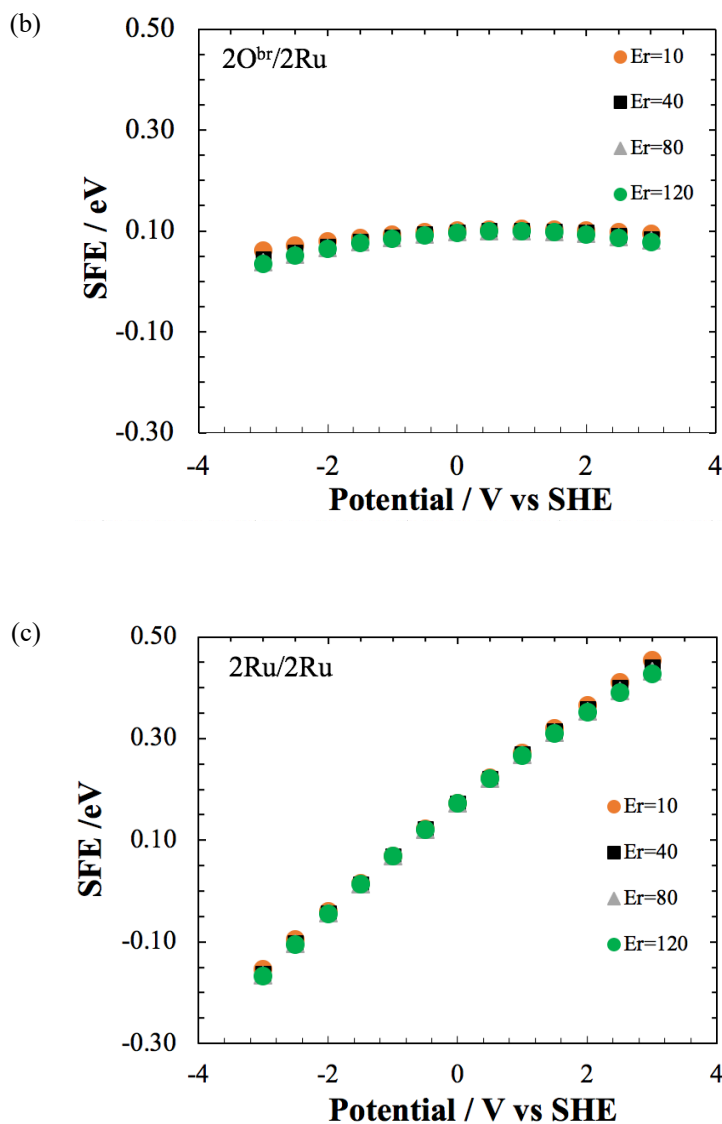 (b)
0.50
2O^br/2Ru
Er=10
Er=40
0.30
Er=80
Er=120
SFE / eV
0.10
-0.10
-0.30
-4 -2 0 2 4
Potential / V vs SHE
(c)
0.50
2Ru/2Ru
0.30
SFE /eV
Er=10
0.10
Er=40
Er=80
-0.10
Er=120
-0.30
-4 -2 0 2 4
Potential / V vs SHE